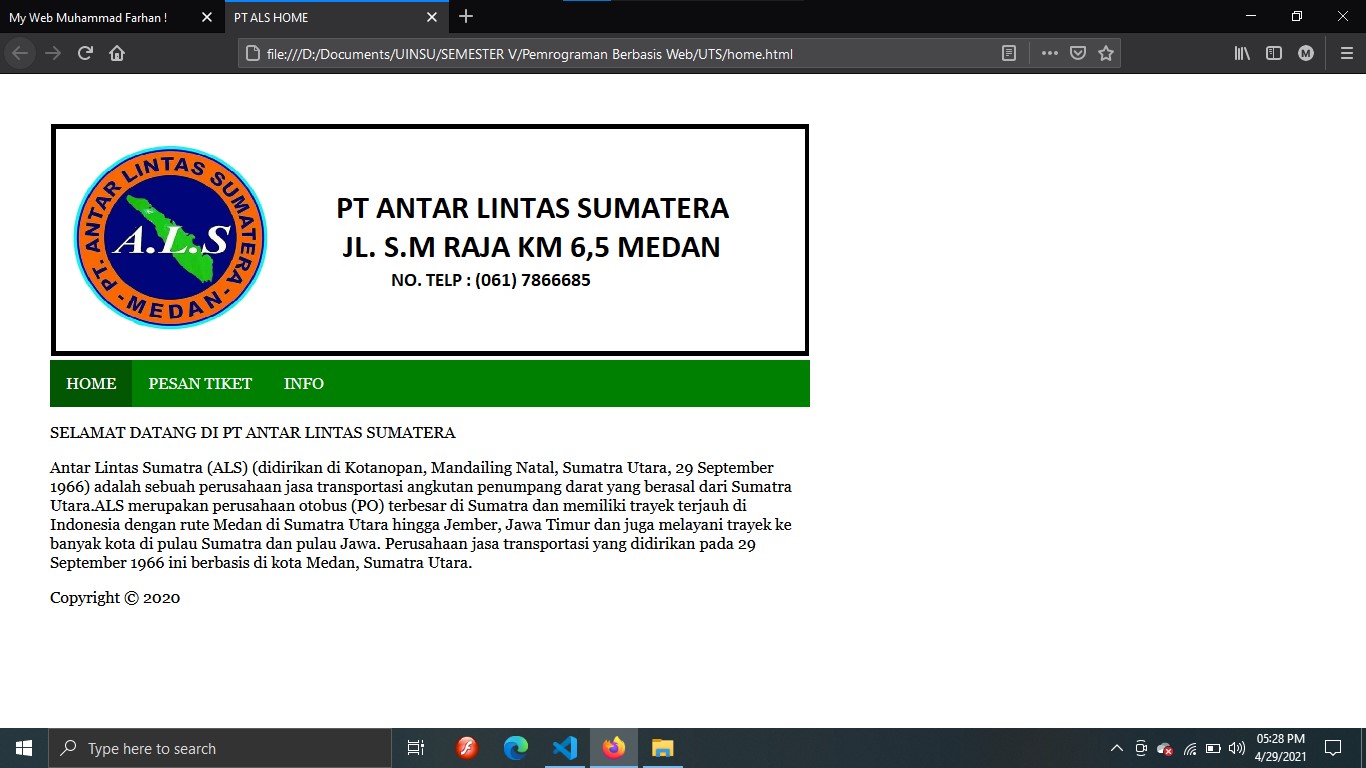 My Web Muhammad Farhan !
PT ALS HOME
file:///D:/Documents/UINSU/SEMESTER V/Pemrograman Berbasis Web/UTS/home.html
M
PT. ANTAR LINTAS SUMATERA
A.L.S
-MEDAN-
PT ANTAR LINTAS SUMATERA
JL. S.M RAJA KM 6,5 MEDAN
NO. TELP : (061) 7866685
HOME PESAN TIKET INFO
SELAMAT DATANG DI PT ANTAR LINTAS SUMATERA
Antar Lintas Sumatra (ALS) (didirikan di Kotanopan, Mandailing Natal, Sumatra Utara, 29 September
1966) adalah sebuah perusahaan jasa transportasi angkutan penumpang darat yang berasal dari Sumatra
Utara.ALS merupakan perusahaan otobus (PO) terbesar di Sumatra dan memiliki trayek terjauh di
Indonesia dengan rute Medan di Sumatra Utara hingga Jember, Jawa Timur dan juga melayani trayek ke
banyak kota di pulau Sumatra dan pulau Jawa. Perusahaan jasa transportasi yang didirikan pada 29
September 1966 ini berbasis di kota Medan, Sumatra Utara.
Copyright © 2020
Type here to search
05:28 PM
4/29/2021